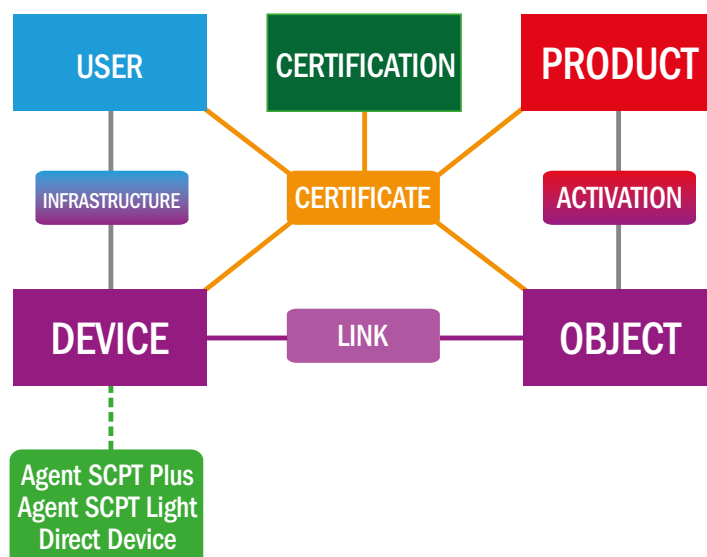 USER
CERTIFICATION
PRODUCT
INFRASTRUCTURE
CERTIFICATE
ACTIVATION
DEVICE
LINK
OBJECT
Agent SCPT Plus
Agent SCPT Light
Direct Device